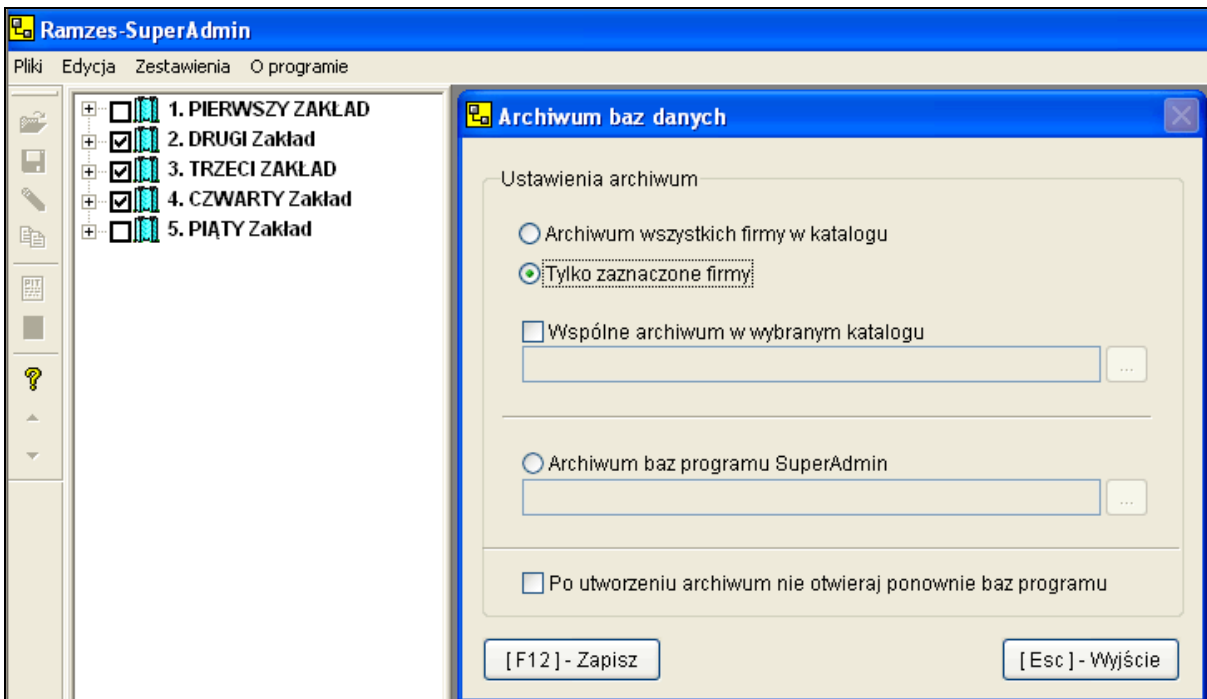 Ramzes-SuperAdmin
Pliki Edycja Zestawienia O programie
1. PIERWSZY ZAKŁAD
2. DRUGI Zakład
3. TRZECI ZAKŁAD
4. CZWARTY Zakład
5. PIĄTY Zakład
PIT
Archiwum baz danych
Ustawienia archiwum
Archiwum wszystkich firmy w katalogu
Tylko zaznaczone firmy
Wspólne archiwum w wybranym katalogu
...
Archiwum baz programu SuperAdmin
...
Po utworzeniu archiwum nie otwieraj ponownie baz programu
[ F12 ] - Zapisz
[ Esc ] - Wyjście